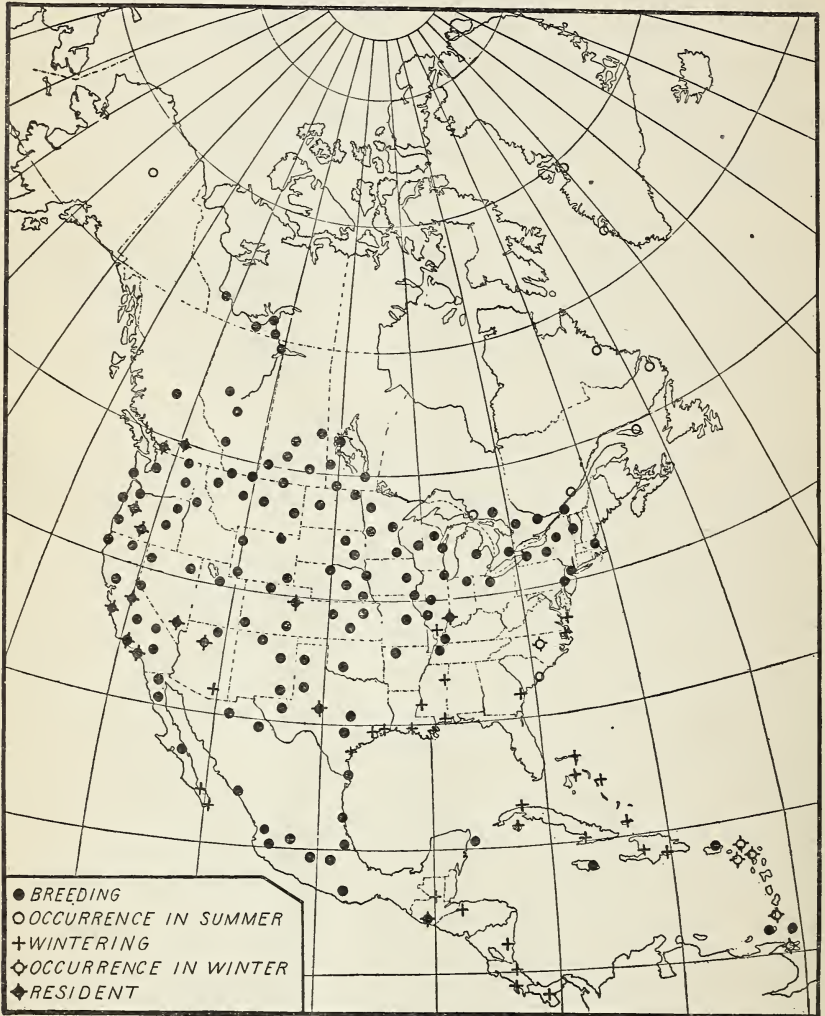 BREEDING
OCCURRENCE IN SUMMER
WINTERING
OCCURRENCE IN WINTER
RESIDENT